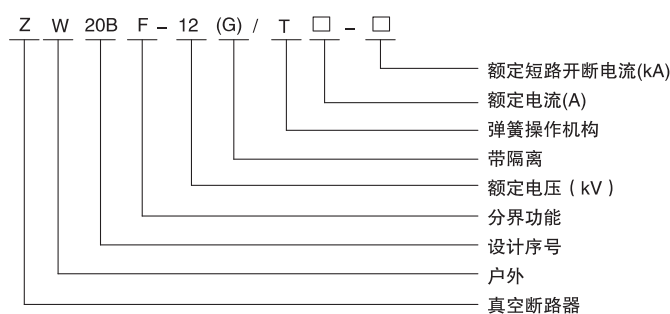 Z W 20B F - 12 (G) / T □ - □
额定短路开断电流(kA)
额定电流(A)
弹簧操作机构
带隔离
额定电压（kV）
分界功能
设计序号
户外
真空断路器